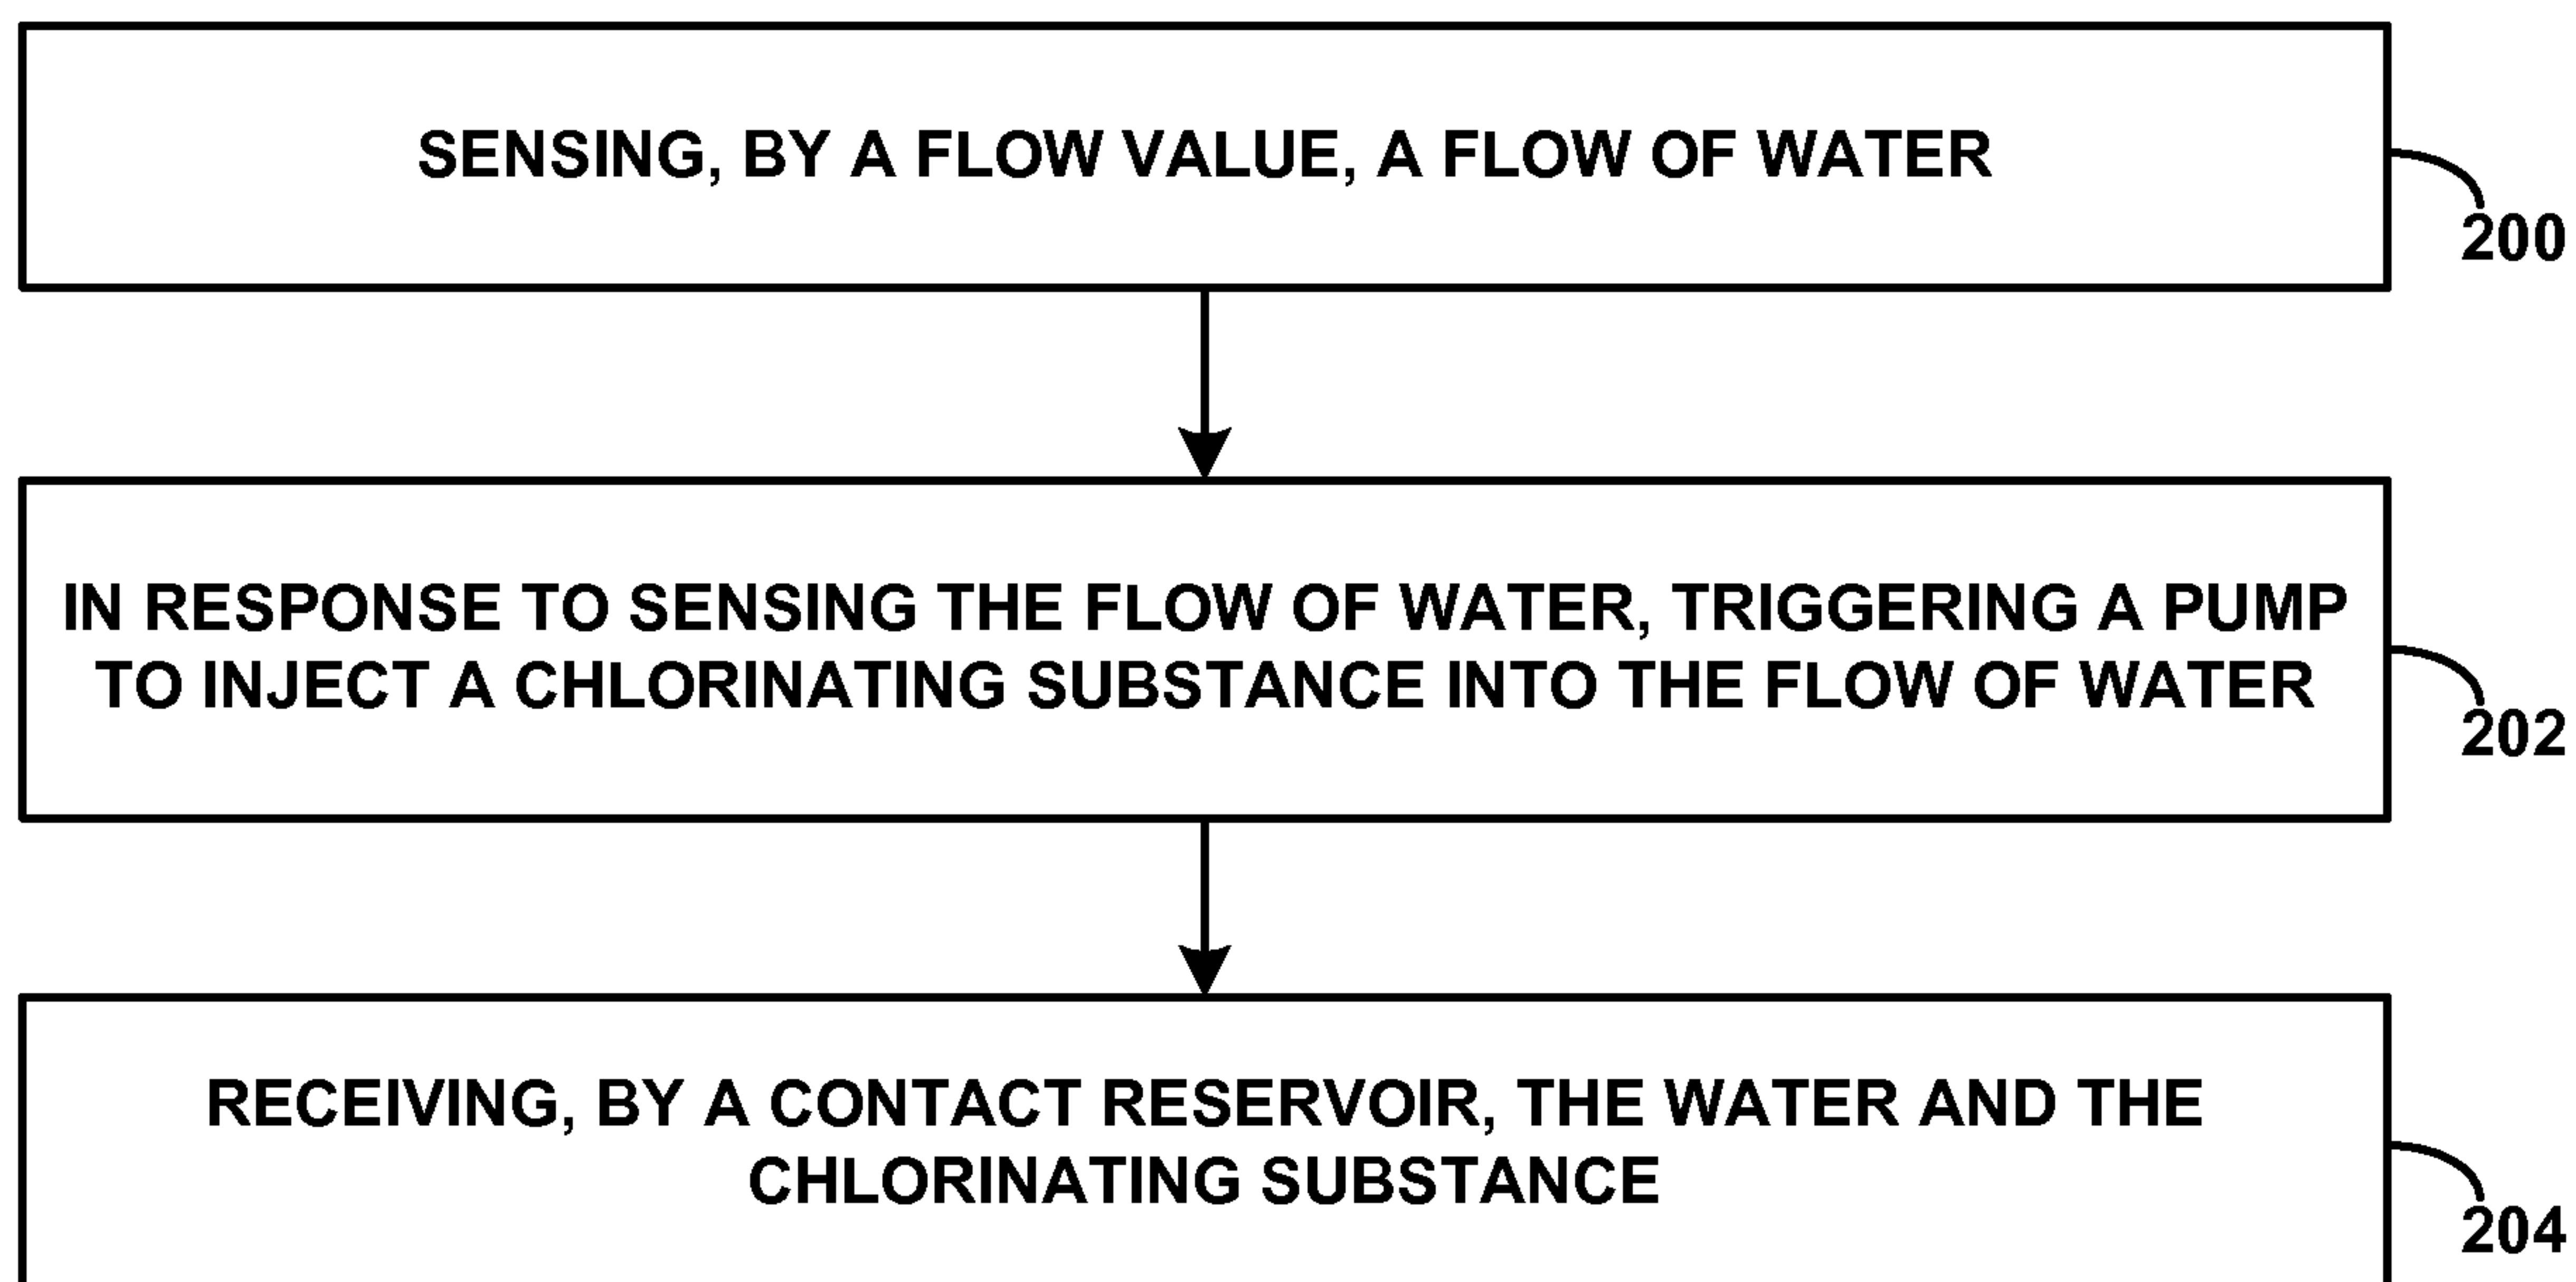 SENSING, BY A FLOW VALUE, A FLOW OF WATER
200
IN RESPONSE TO SENSING THE FLOW OF WATER, TRIGGERING A PUMP
TO INJECT A CHLORINATING SUBSTANCE INTO THE FLOW OF WATER
202
RECEIVING, BY A CONTACT RESERVOIR, THE WATER AND THE
CHLORINATING SUBSTANCE
204